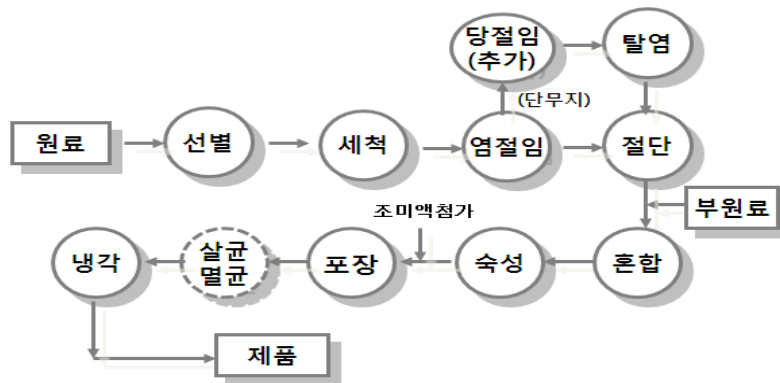 당절임
(추가)
탈염
(단무지)
원료
선별
세척
염절임
절단
부원료
조미액첨가
냉각
살균
멸균
포장
숙성
혼합
제품